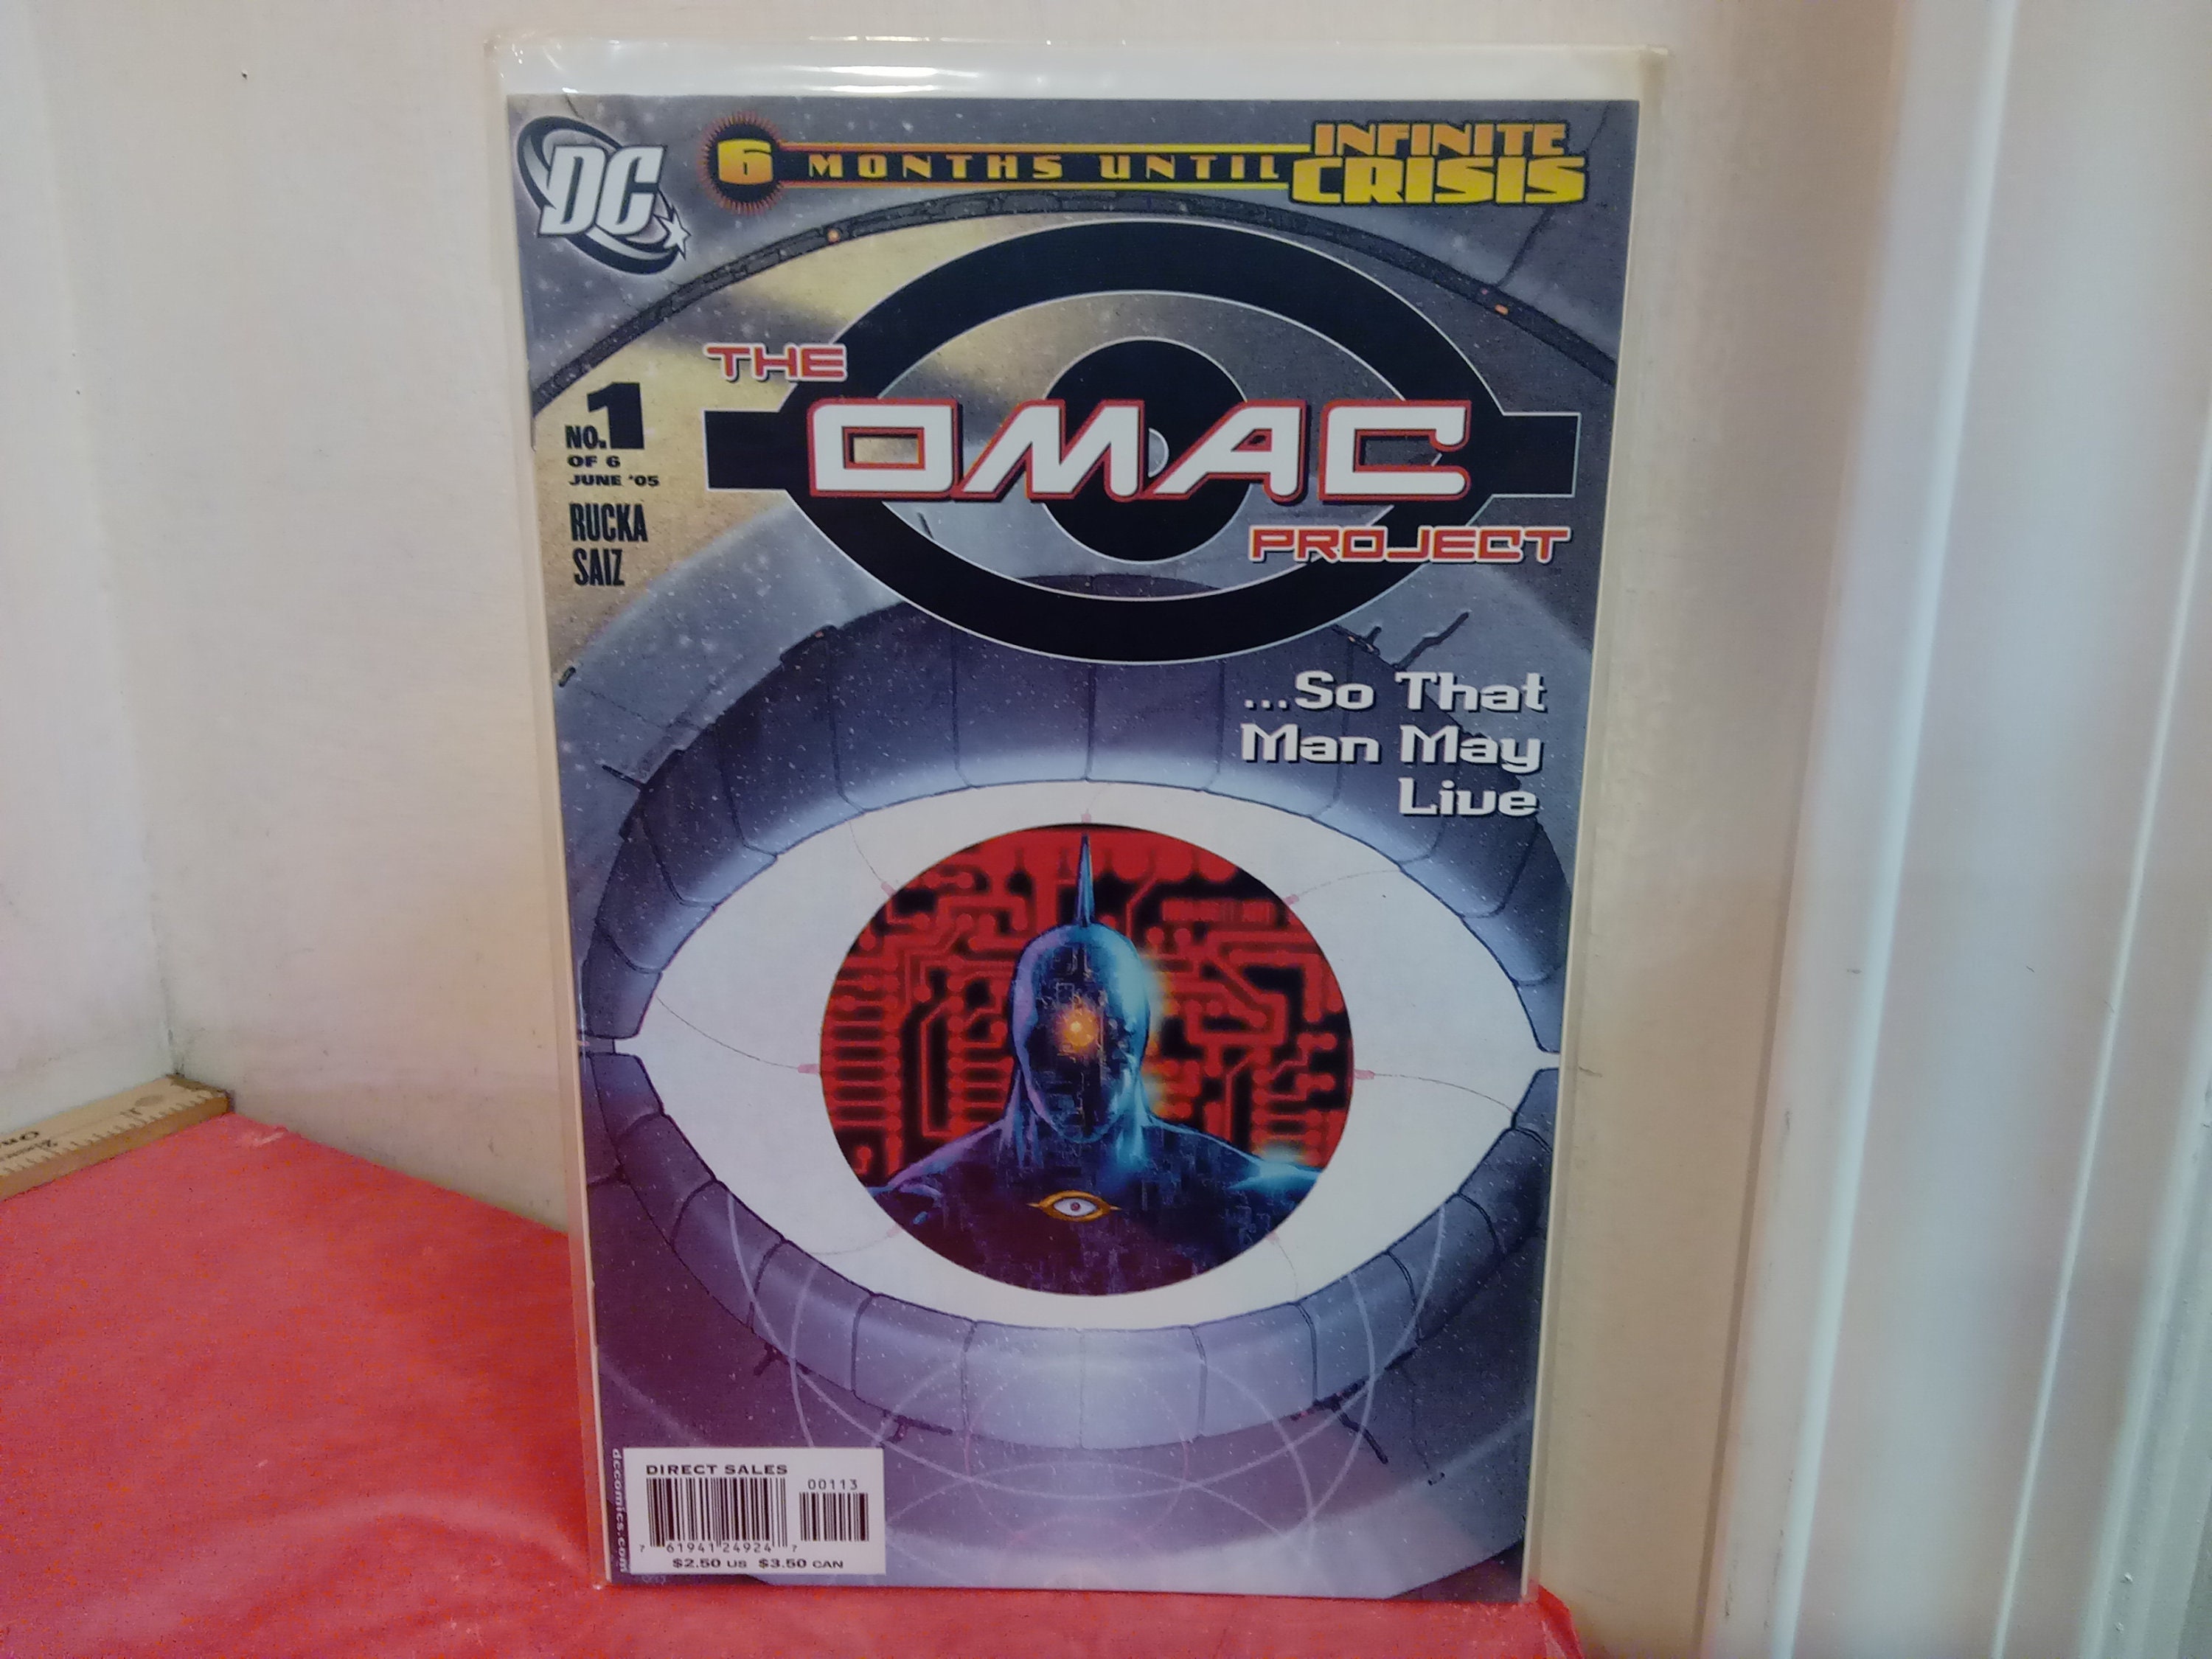 DC
6 MONTHS UNTIL INFINITE CRISIS
THE
OMAC
PROJECT
NO. 1
OF 6
JUNE '05
RUCKA
SAIZ
...So That
Man May
Live
DIRECT SALES
00113
7 61941 24924 7
$2.50 US $3.50 CAN
dccomics.com